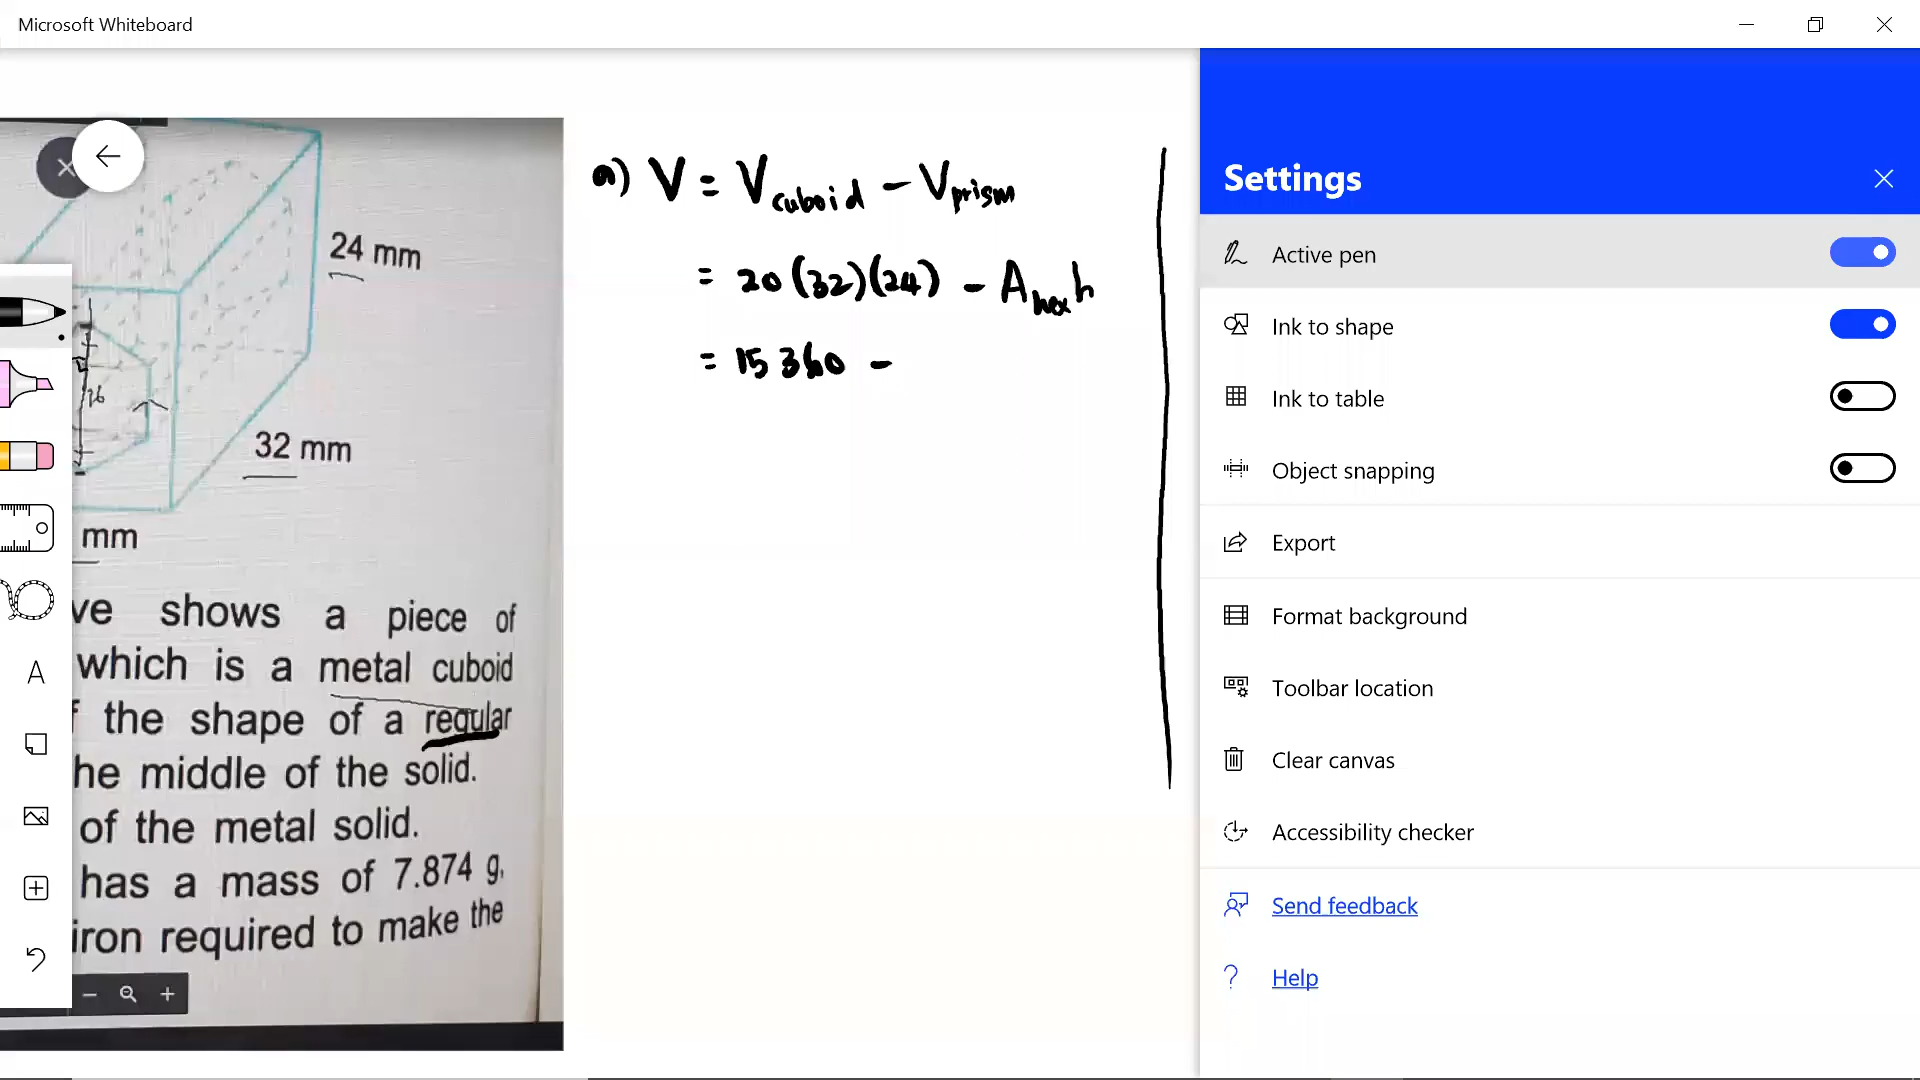 Microsoft Whiteboard
24 mm
16
32 mm
mm
ve shows a piece of
which is a metal cuboid
f the shape of a regular
he middle of the solid.
of the metal solid.
has a mass of 7.874 g.
iron required to make the
A
a) V = Vcuboid - Vprism
= 20 (32)(24) - Ahex h
= 15 360 -
Settings
Active pen
Ink to shape
Ink to table
Object snapping
Export
Format background
Toolbar location
Clear canvas
Accessibility checker
Send feedback
Help